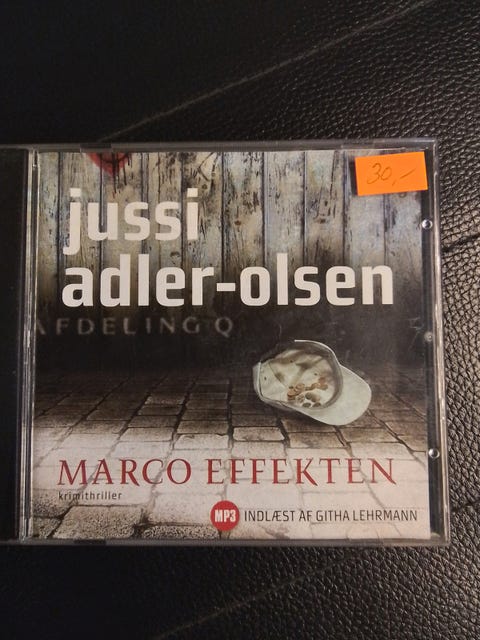 30,-
jussi
adler-olsen
AFDELING Q
MARCO EFFEKTEN
krimithriller
MP3 INDLÆST AF GITHA LEHRMANN